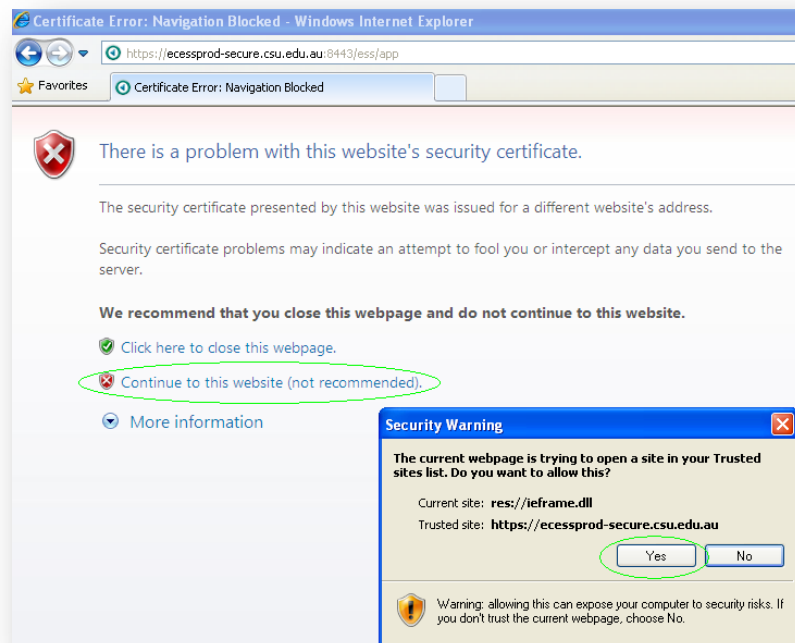 Certificate Error: Navigation Blocked - Windows Internet Explorer
https://ecessprod-secure.csu.edu.au:8443/ess/app
Favorites
Certificate Error: Navigation Blocked
There is a problem with this website's security certificate.
The security certificate presented by this website was issued for a different website's address.
Security certificate problems may indicate an attempt to fool you or intercept any data you send to the
server.
We recommend that you close this webpage and do not continue to this website.
Click here to close this webpage.
Continue to this website (not recommended).
More information
Security Warning
The current webpage is trying to open a site in your Trusted
sites list. Do you want to allow this?
Current site: res://ieframe.dll
Trusted site: https://ecessprod-secure.csu.edu.au
Yes No
Warning: allowing this can expose your computer to security risks. If
you don't trust the current webpage, choose No.